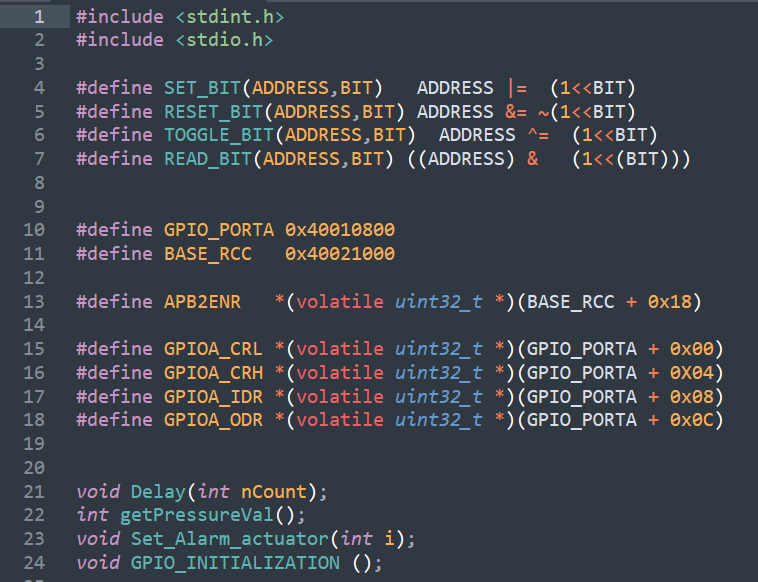 1 #include <stdint.h>
2 #include <stdio.h>
3
4 #define SET_BIT(ADDRESS,BIT)   ADDRESS |=  (1<<BIT)
5 #define RESET_BIT(ADDRESS,BIT) ADDRESS &= ~(1<<BIT)
6 #define TOGGLE_BIT(ADDRESS,BIT)  ADDRESS ^=  (1<<BIT)
7 #define READ_BIT(ADDRESS,BIT) ((ADDRESS) &   (1<<(BIT)))
8
9
10 #define GPIO_PORTA 0x40010800
11 #define BASE_RCC   0x40021000
12
13 #define APB2ENR   *(volatile uint32_t *)(BASE_RCC + 0x18)
14
15 #define GPIOA_CRL *(volatile uint32_t *)(GPIO_PORTA + 0x00)
16 #define GPIOA_CRH *(volatile uint32_t *)(GPIO_PORTA + 0X04)
17 #define GPIOA_IDR *(volatile uint32_t *)(GPIO_PORTA + 0x08)
18 #define GPIOA_ODR *(volatile uint32_t *)(GPIO_PORTA + 0x0C)
19
20
21 void Delay(int nCount);
22 int getPressureVal();
23 void Set_Alarm_actuator(int i);
24 void GPIO_INITIALIZATION ();